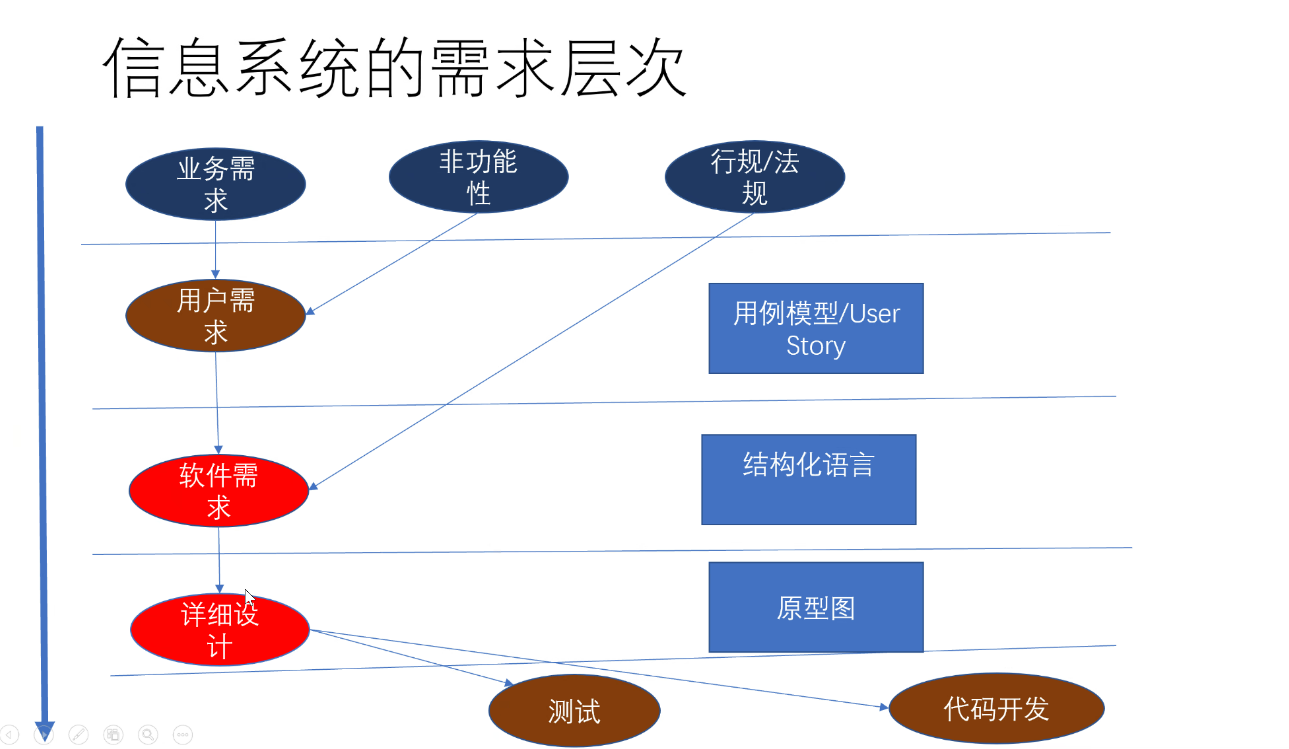 信息系统的需求层次
业务需
求
非功能
性
行规/法
规
用户需
求
用例模型/User
Story
软件需
求
结构化语言
详细设
计
原型图
测试
代码开发